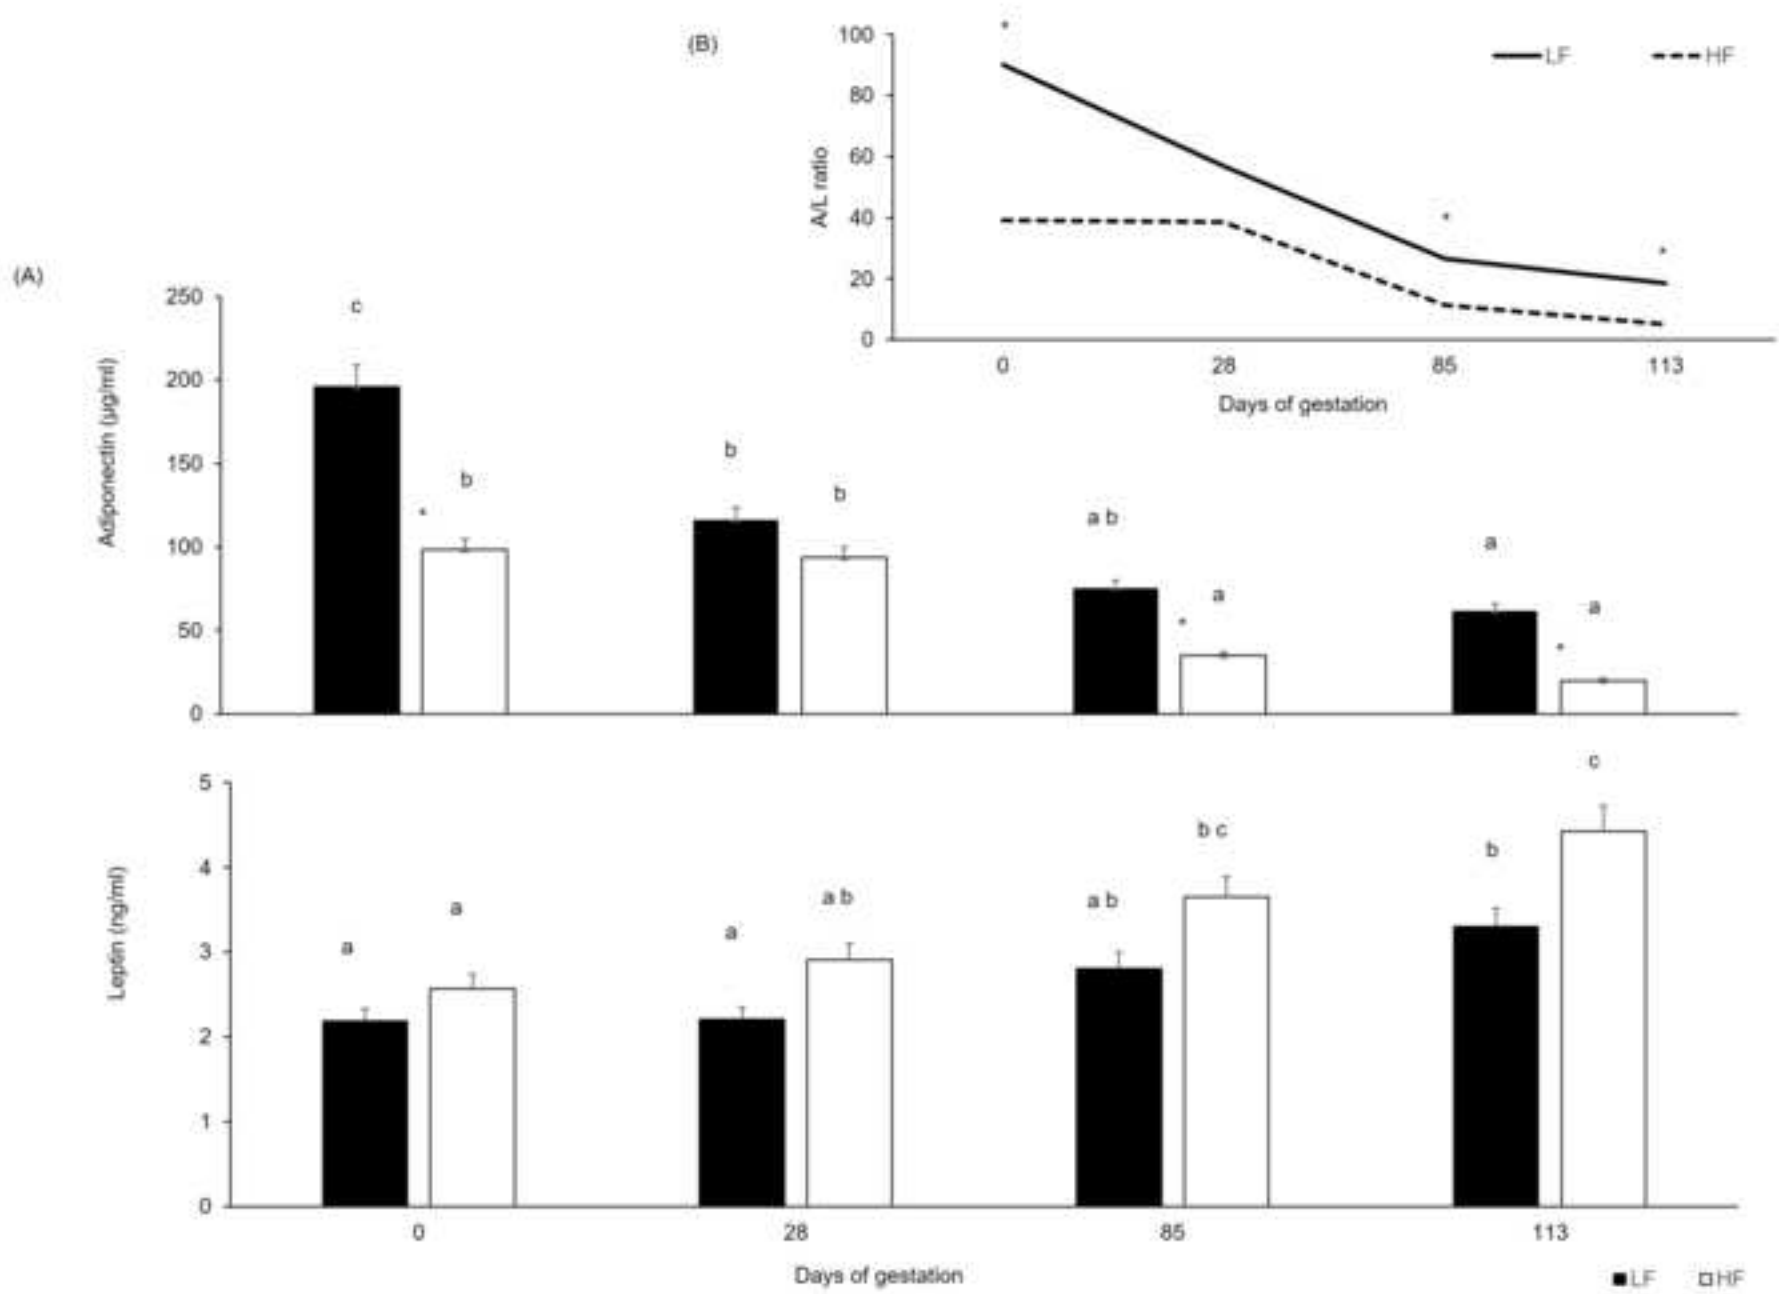 (B)
100
80
60
40
20
0
A/L ratio
*
*
*
LF HF
0 28 85 113
Days of gestation
(A)
250
200
150
100
50
0
Adiponectin (µg/ml)
c
* b
b
b
a b
* a
a
* a
5
4
3
2
1
0
Leptin (ng/ml)
a
a
a
a b
a b
b c
b
c
0 28 85 113
Days of gestation
LF HF